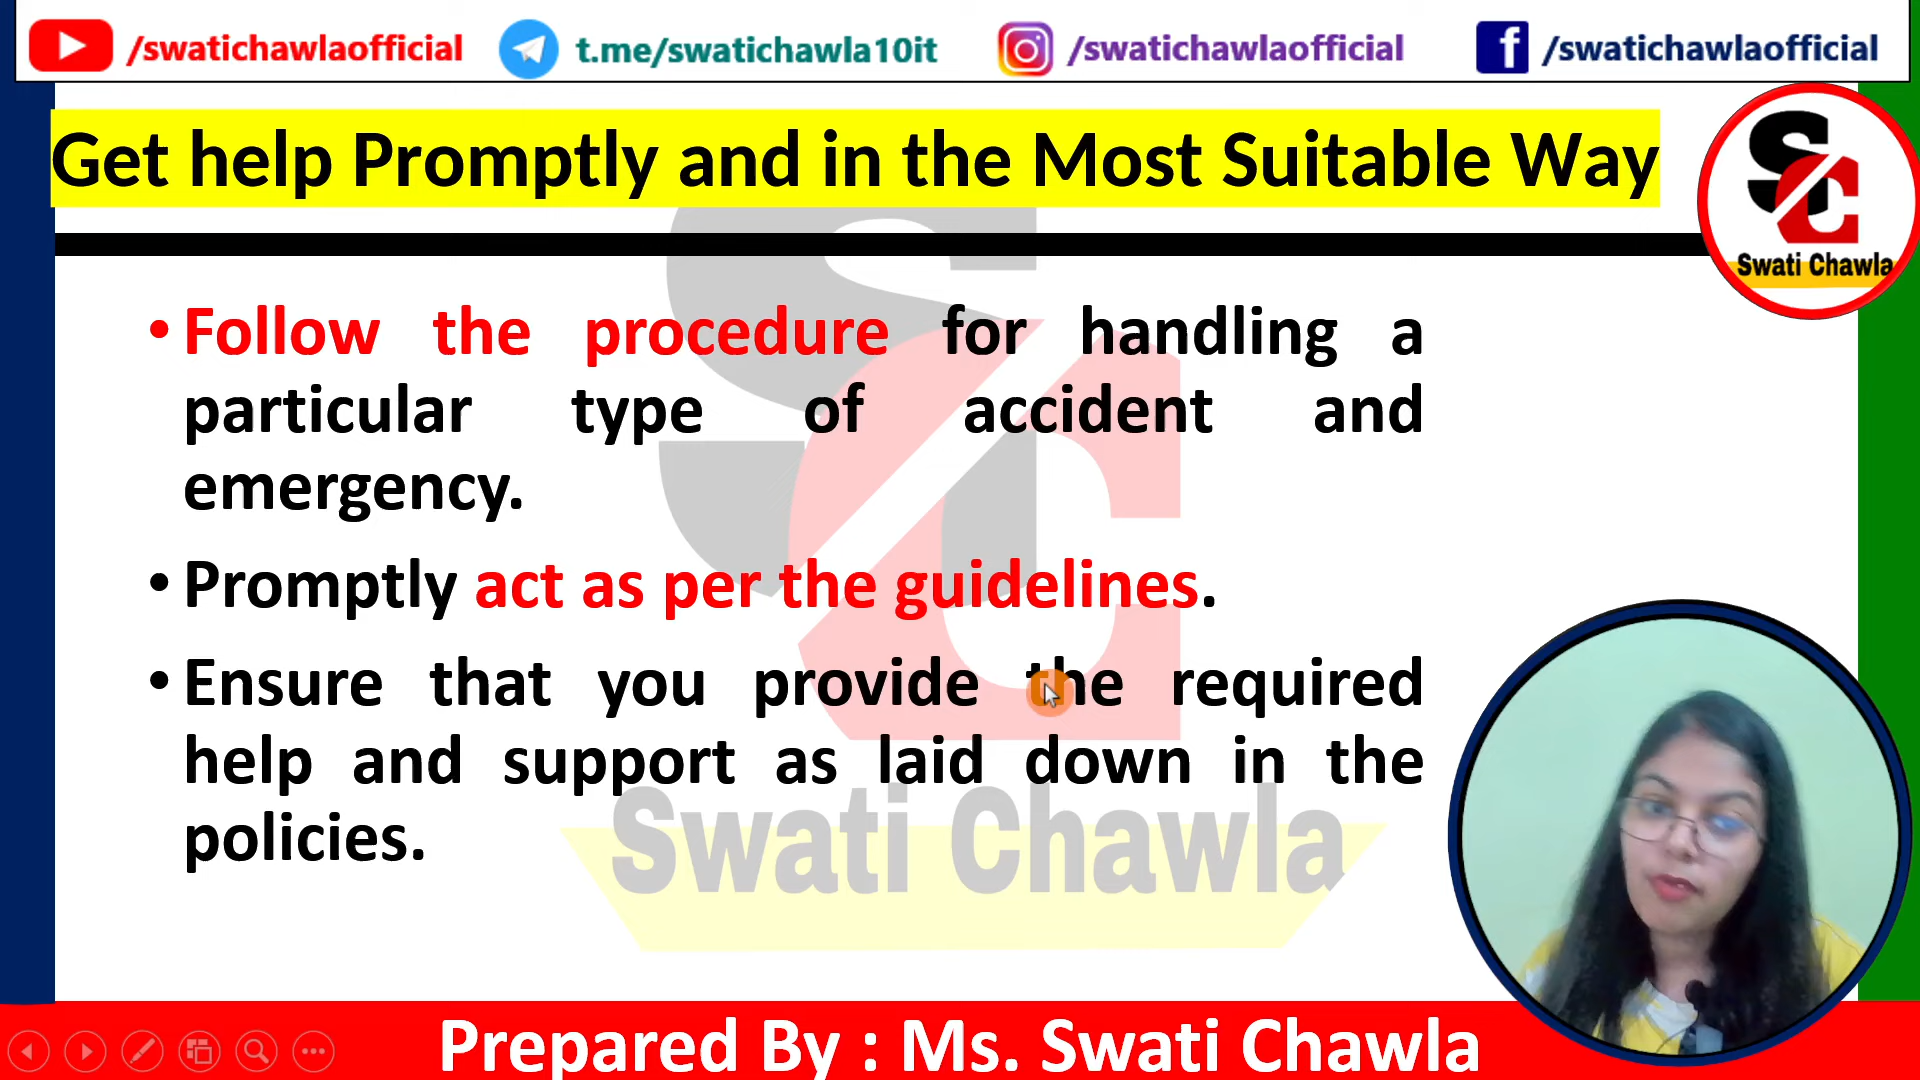 /swatichawlaofficial t.me/swatichawla10it /swatichawlaofficial /swatichawlaofficial
Get help Promptly and in the Most Suitable Way
SC
Swati Chawla
• Follow the procedure for handling a
particular type of accident and
emergency.
• Promptly act as per the guidelines.
• Ensure that you provide the required
help and support as laid down in the
policies.
SC
Swati Chawla
Prepared By : Ms. Swati Chawla